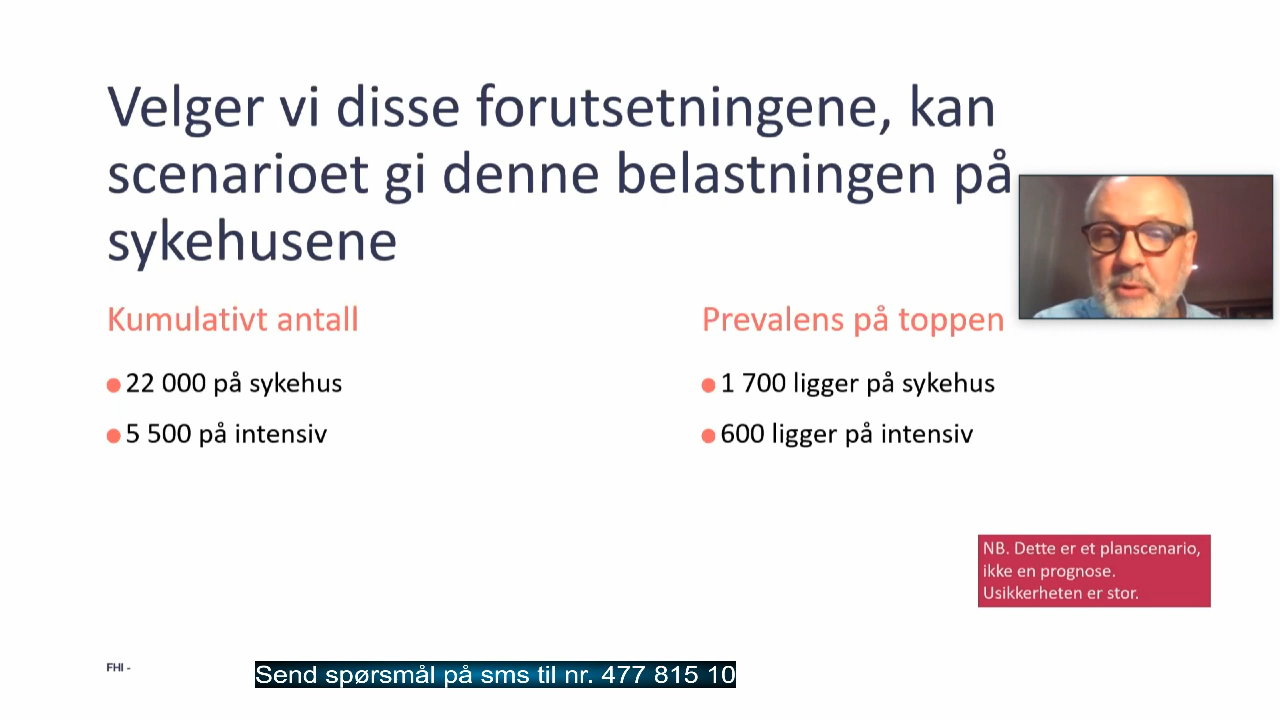 Velger vi disse forutsetningene, kan
scenarioet gi denne belastningen på
sykehusene
Kumulativt antall
22 000 på sykehus
5 500 på intensiv
Prevalens på toppen
1 700 ligger på sykehus
600 ligger på intensiv
NB. Dette er et planscenario,
ikke en prognose.
Usikkerheten er stor.
FHI -
Send spørsmål på sms til nr. 477 815 10